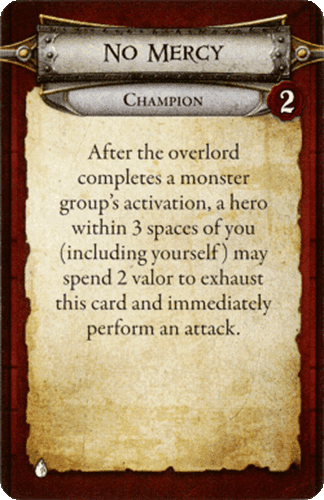 No Mercy
Champion
2
After the overlord
completes a monster
group's activation, a hero
within 3 spaces of you
(including yourself) may
spend 2 valor to exhaust
this card and immediately
perform an attack.